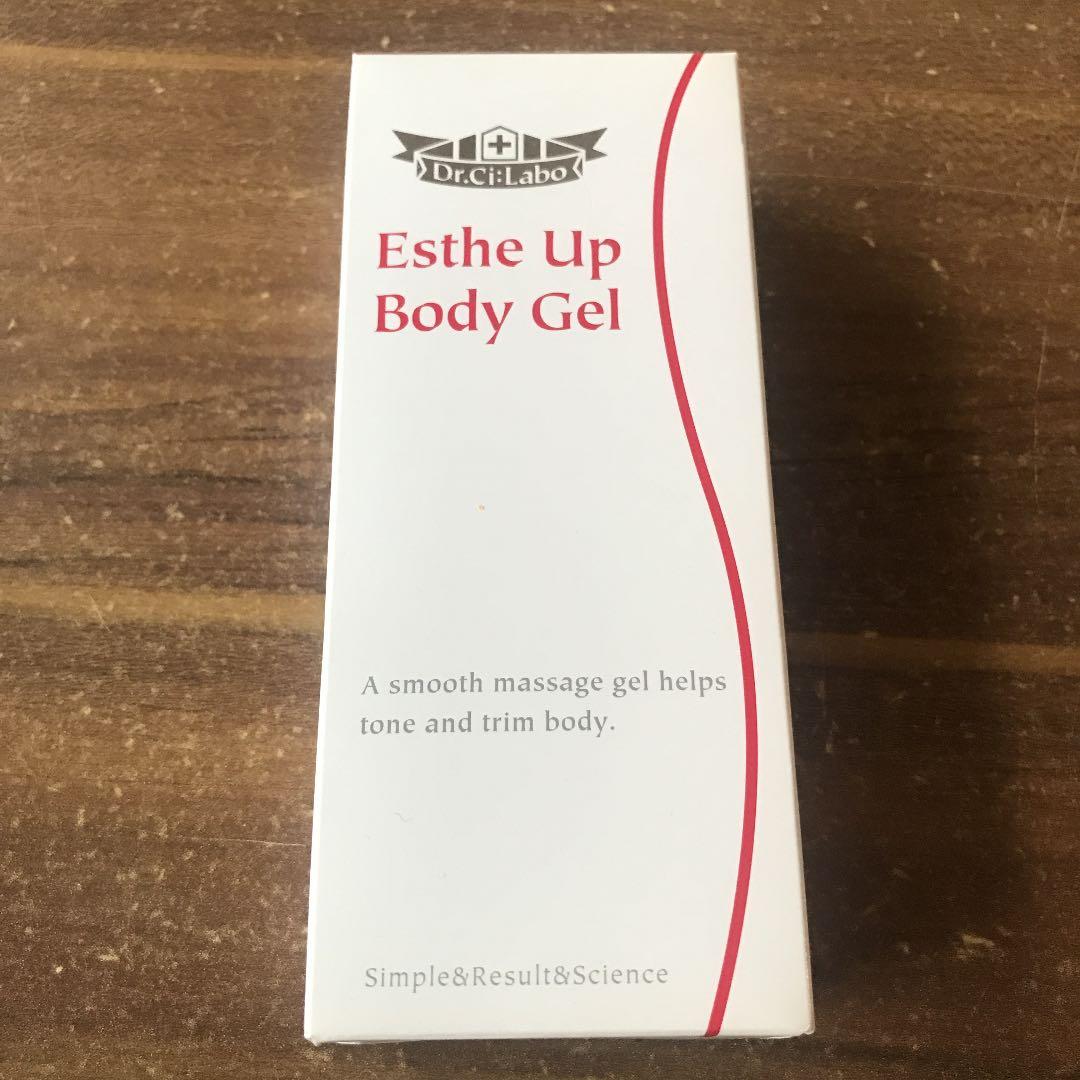 Dr.Ci:Labo
Esthe Up
Body Gel
A smooth massage gel helps
tone and trim body.
Simple&Result&Science